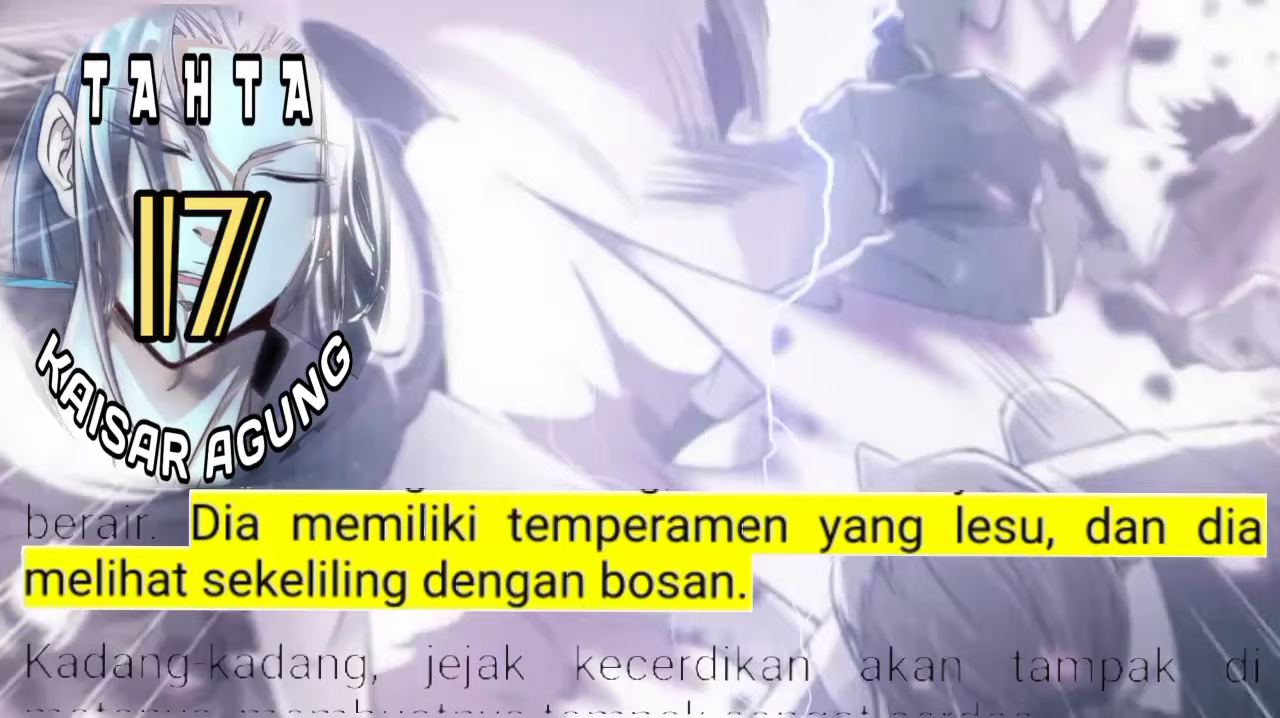 TAHTA
117
KAISAR AGUNG
berair. Dia memiliki temperamen yang lesu, dan dia
melihat sekeliling dengan bosan.
Kadang-kadang, jejak kecerdikan akan tampak di